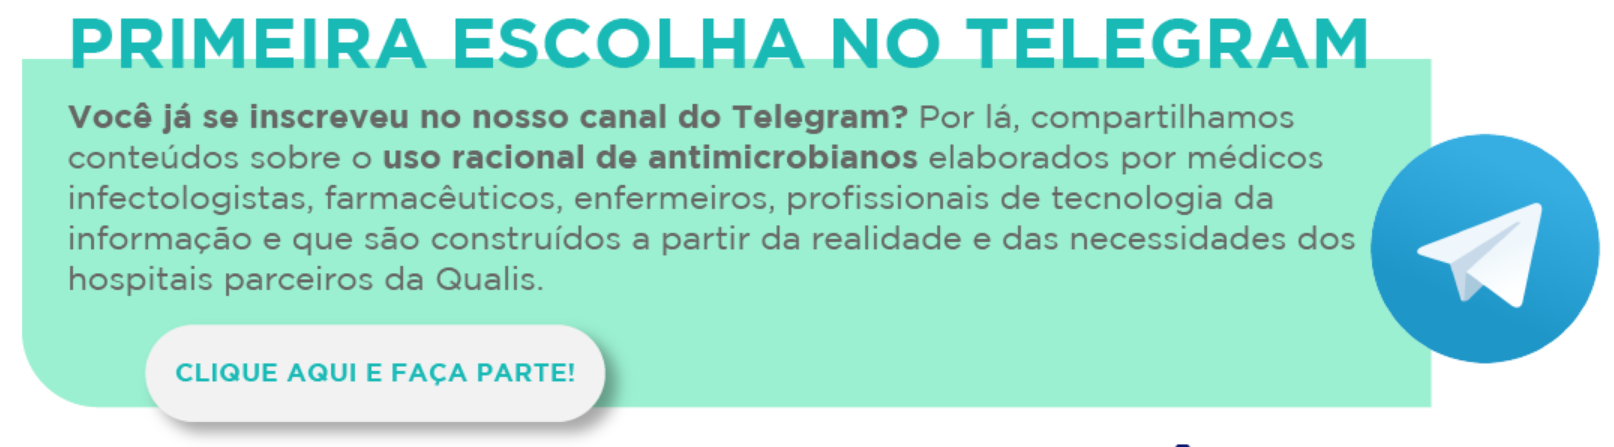 PRIMEIRA ESCOLHA NO TELEGRAM
Você já se inscreveu no nosso canal do Telegram? Por lá, compartilhamos
conteúdos sobre o uso racional de antimicrobianos elaborados por médicos
infectologistas, farmacêuticos, enfermeiros, profissionais de tecnologia da
informação e que são construídos a partir da realidade e das necessidades dos
hospitais parceiros da Qualis.
CLIQUE AQUI E FAÇA PARTE!